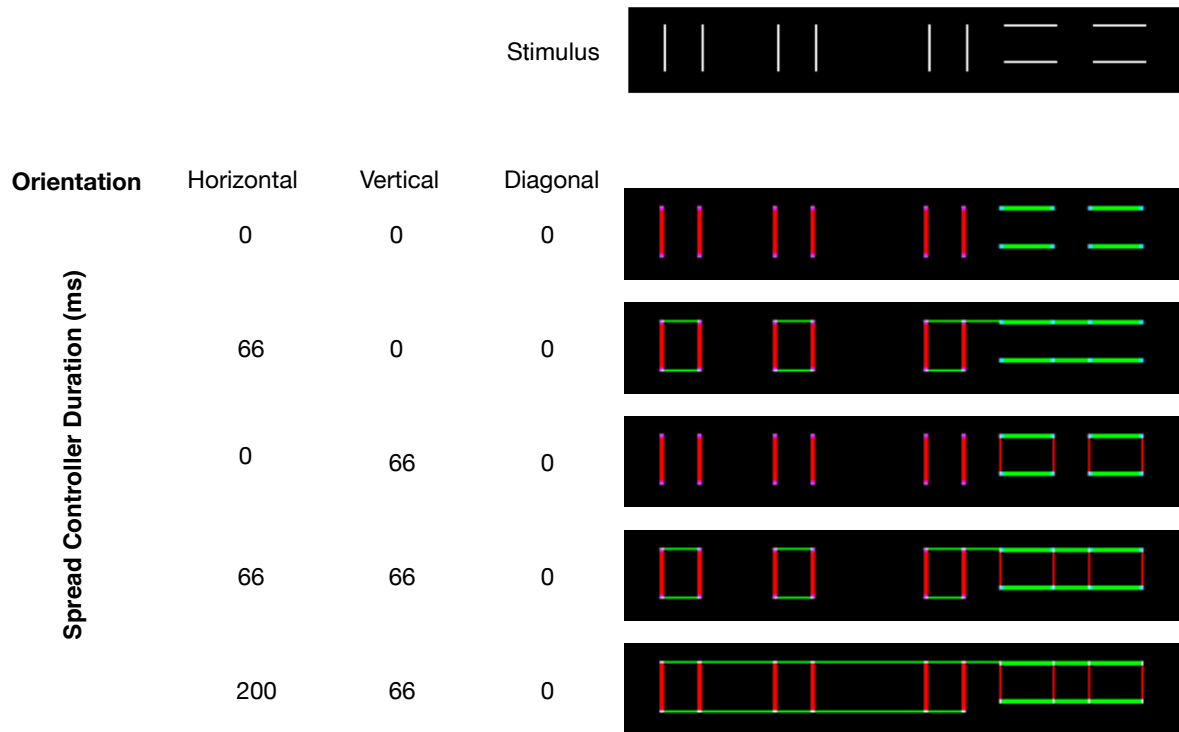 Stimulus
Orientation Horizontal Vertical Diagonal
0 0 0
66 0 0
0 66 0
66 66 0
200 66 0
Spread Controller Duration (ms)